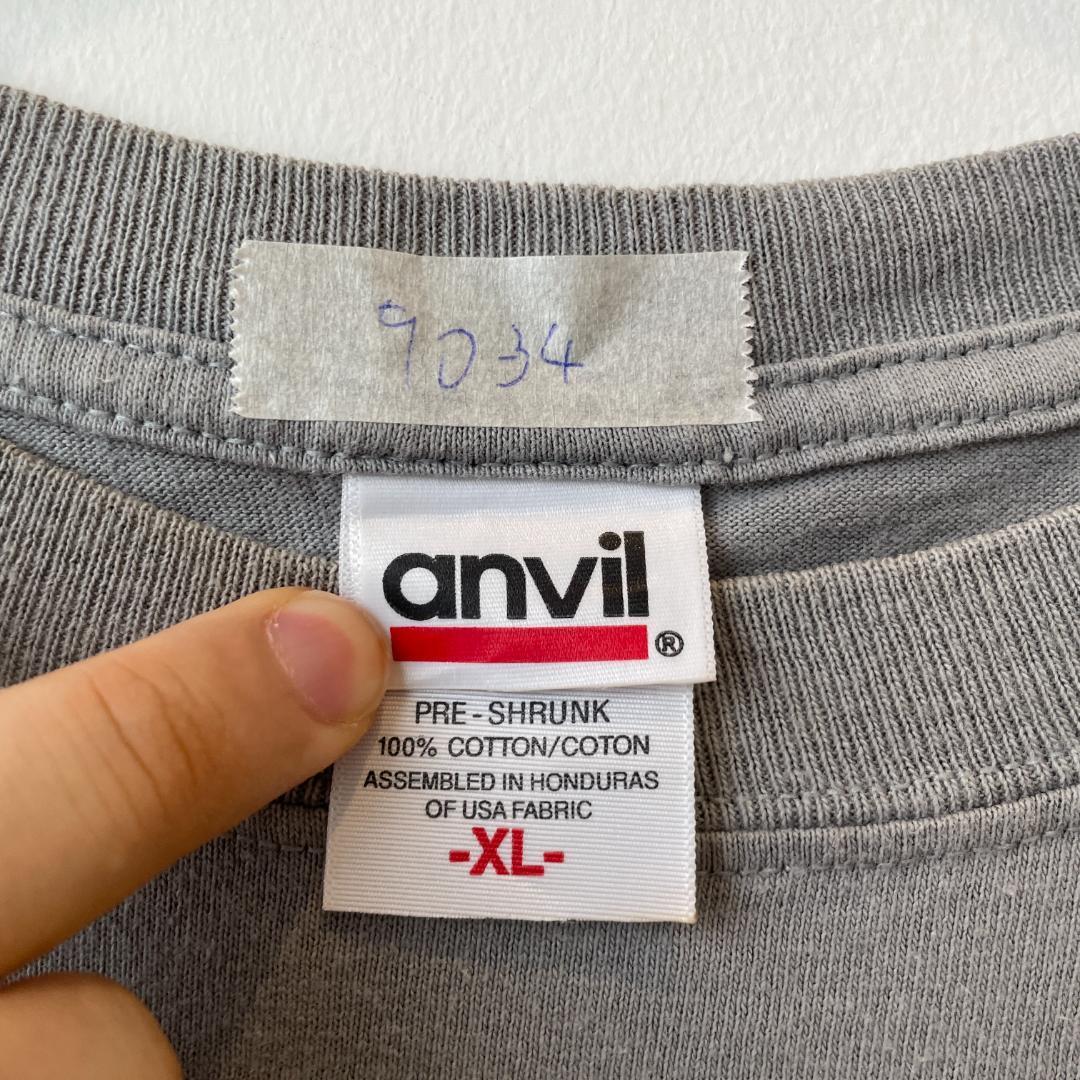 9034
anvil
®
PRE-SHRUNK
100% COTTON/COTON
ASSEMBLED IN HONDURAS
OF USA FABRIC
-XL-